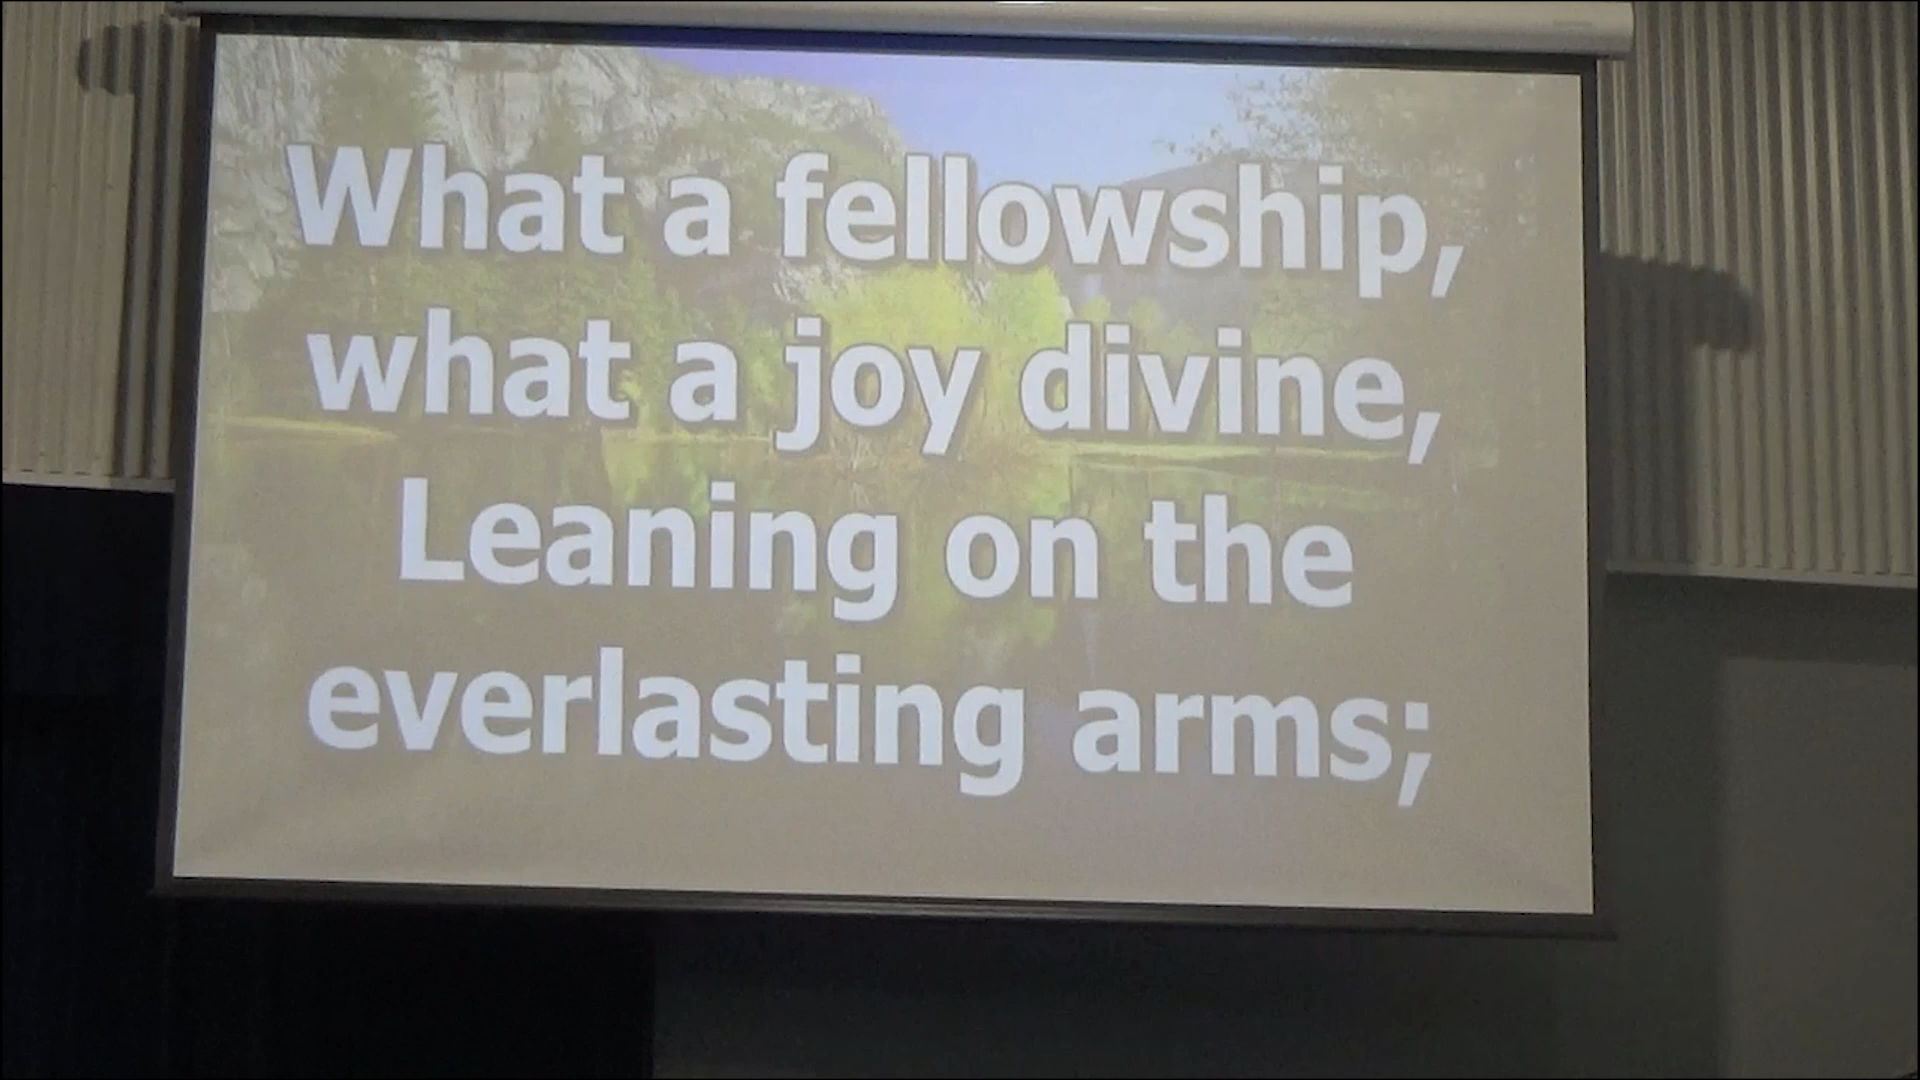 What a fellowship,
what a joy divine,
Leaning on the
everlasting arms;